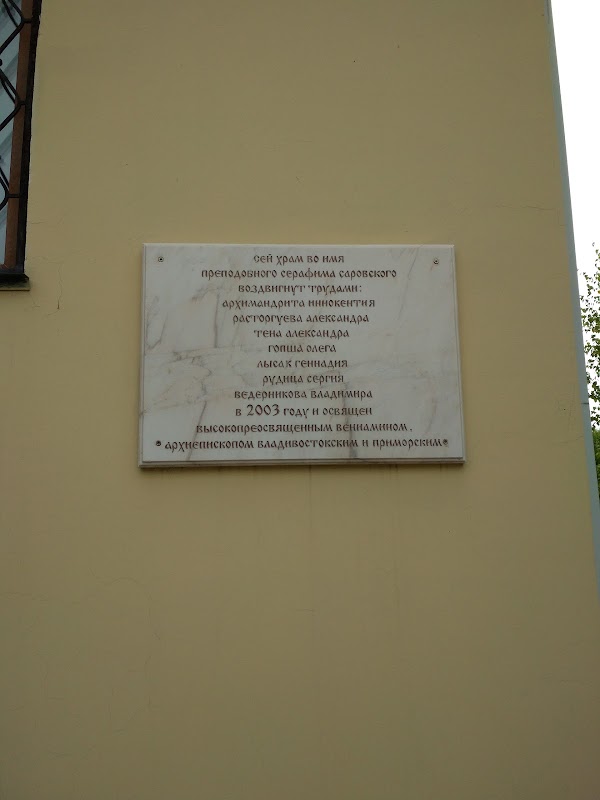 сей храм во имя
преподобного серафима саровского
воздвигнут трудами:
архимандрита иннокентия
расторгуева александра
тена александра
гопша олега
лысак геннадия
рудица сергия
ведерникова владимира
в 2003 году и освящен
высокопреосвященным вениамином,
архиепископом владивостокским и приморским